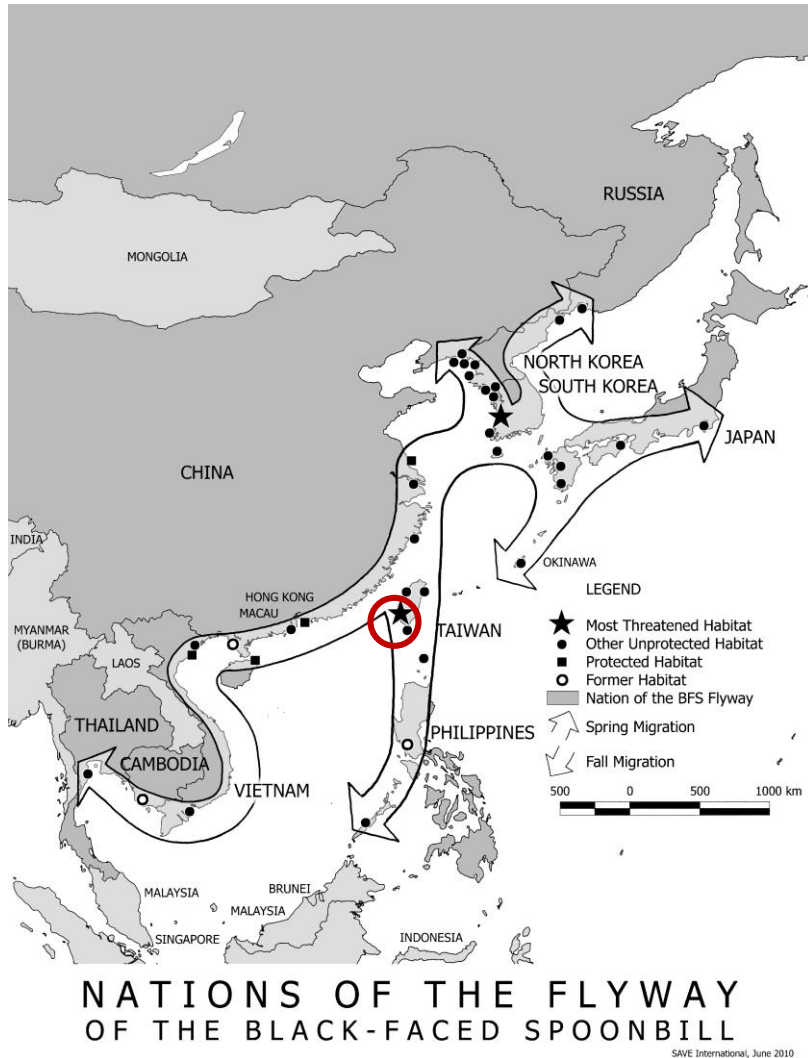 RUSSIA
MONGOLIA
NORTH KOREA
SOUTH KOREA
JAPAN
CHINA
INDIA
OKINAWA
HONG KONG
MACAU
TAIWAN
MYANMAR
(BURMA)
LAOS
THAILAND
CAMBODIA
VIETNAM
PHILIPPINES
MALAYSIA
BRUNEI
MALAYSIA
SINGAPORE
INDONESIA
LEGEND
Most Threatened Habitat
Other Unprotected Habitat
Protected Habitat
Former Habitat
Nation of the BFS Flyway
Spring Migration
Fall Migration
500 0 500 1000 km
NATIONS OF THE FLYWAY
OF THE BLACK-FACED SPOONBILL
SAVE International, June 2010